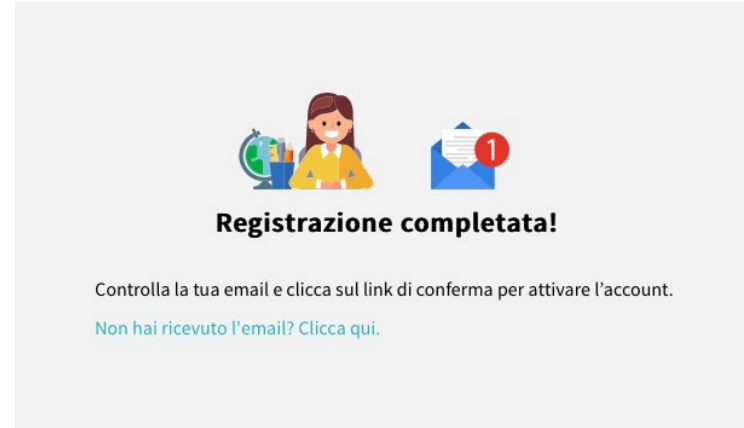 1
Registrazione completata!
Controlla la tua email e clicca sul link di conferma per attivare l’account.
Non hai ricevuto l'email? Clicca qui.